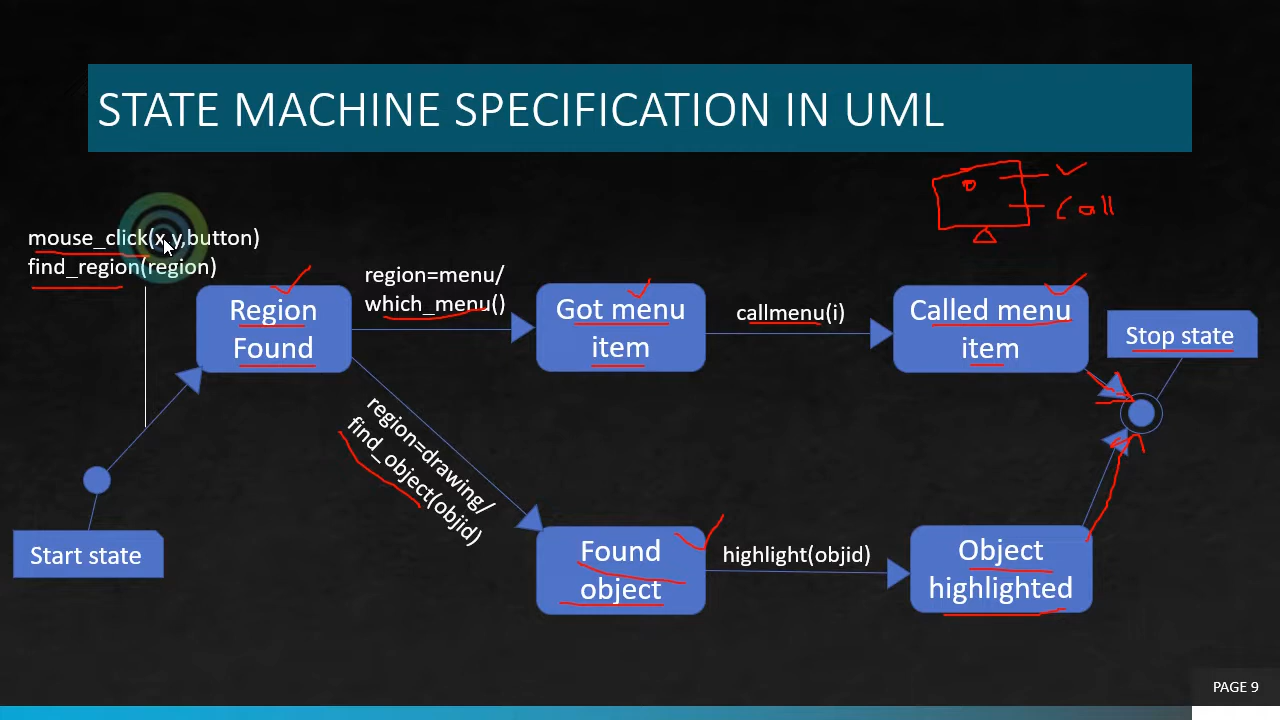 STATE MACHINE SPECIFICATION IN UML
Call
mouse_click(x,y,button)
find_region(region)
region=menu/
which_menu()
Region
Found
Got menu
item
callmenu(i)
Called menu
item
Stop state
region=drawing/
find_object(objid)
Start state
Found
object
highlight(objid)
Object
highlighted
PAGE 9